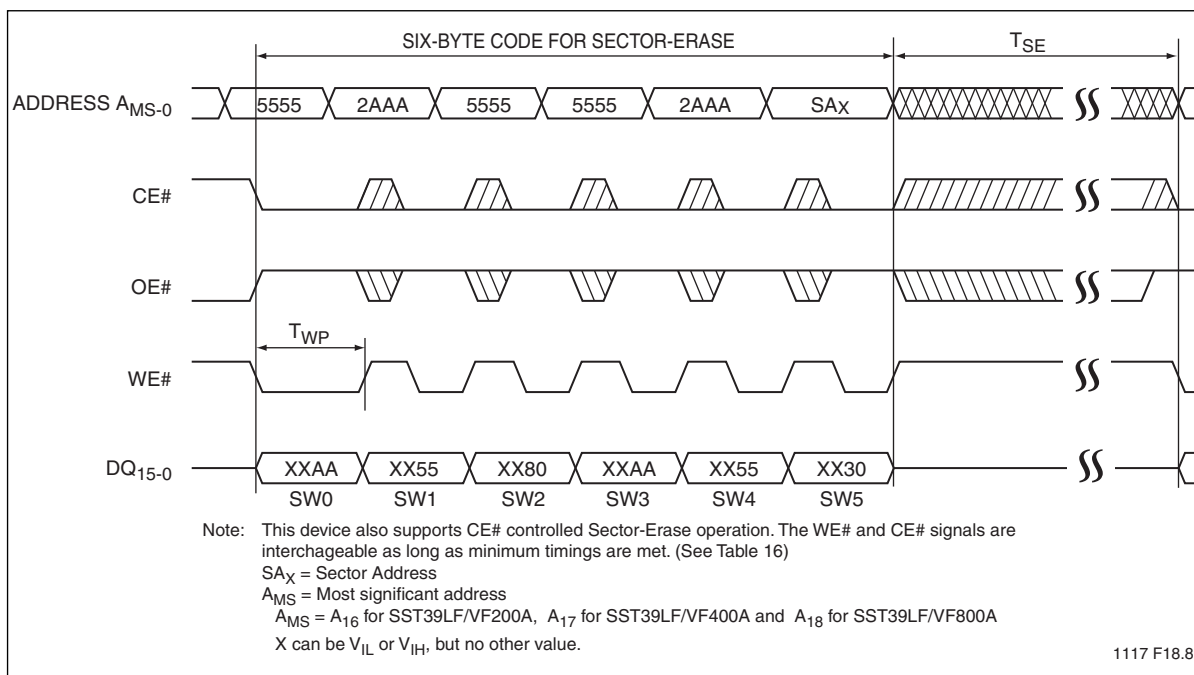 SIX-BYTE CODE FOR SECTOR-ERASE TSE
ADDRESS AMS-0 5555 2AAA 5555 5555 2AAA SAX
CE#
OE#
TWP
WE#
DQ15-0 XXAA XX55 XX80 XXAA XX55 XX30
SW0 SW1 SW2 SW3 SW4 SW5
Note: This device also supports CE# controlled Sector-Erase operation. The WE# and CE# signals are
interchageable as long as minimum timings are met. (See Table 16)
SAX = Sector Address
AMS = Most significant address
AMS = A16 for SST39LF/VF200A, A17 for SST39LF/VF400A and A18 for SST39LF/VF800A
X can be VIL or VIH, but no other value.
1117 F18.8